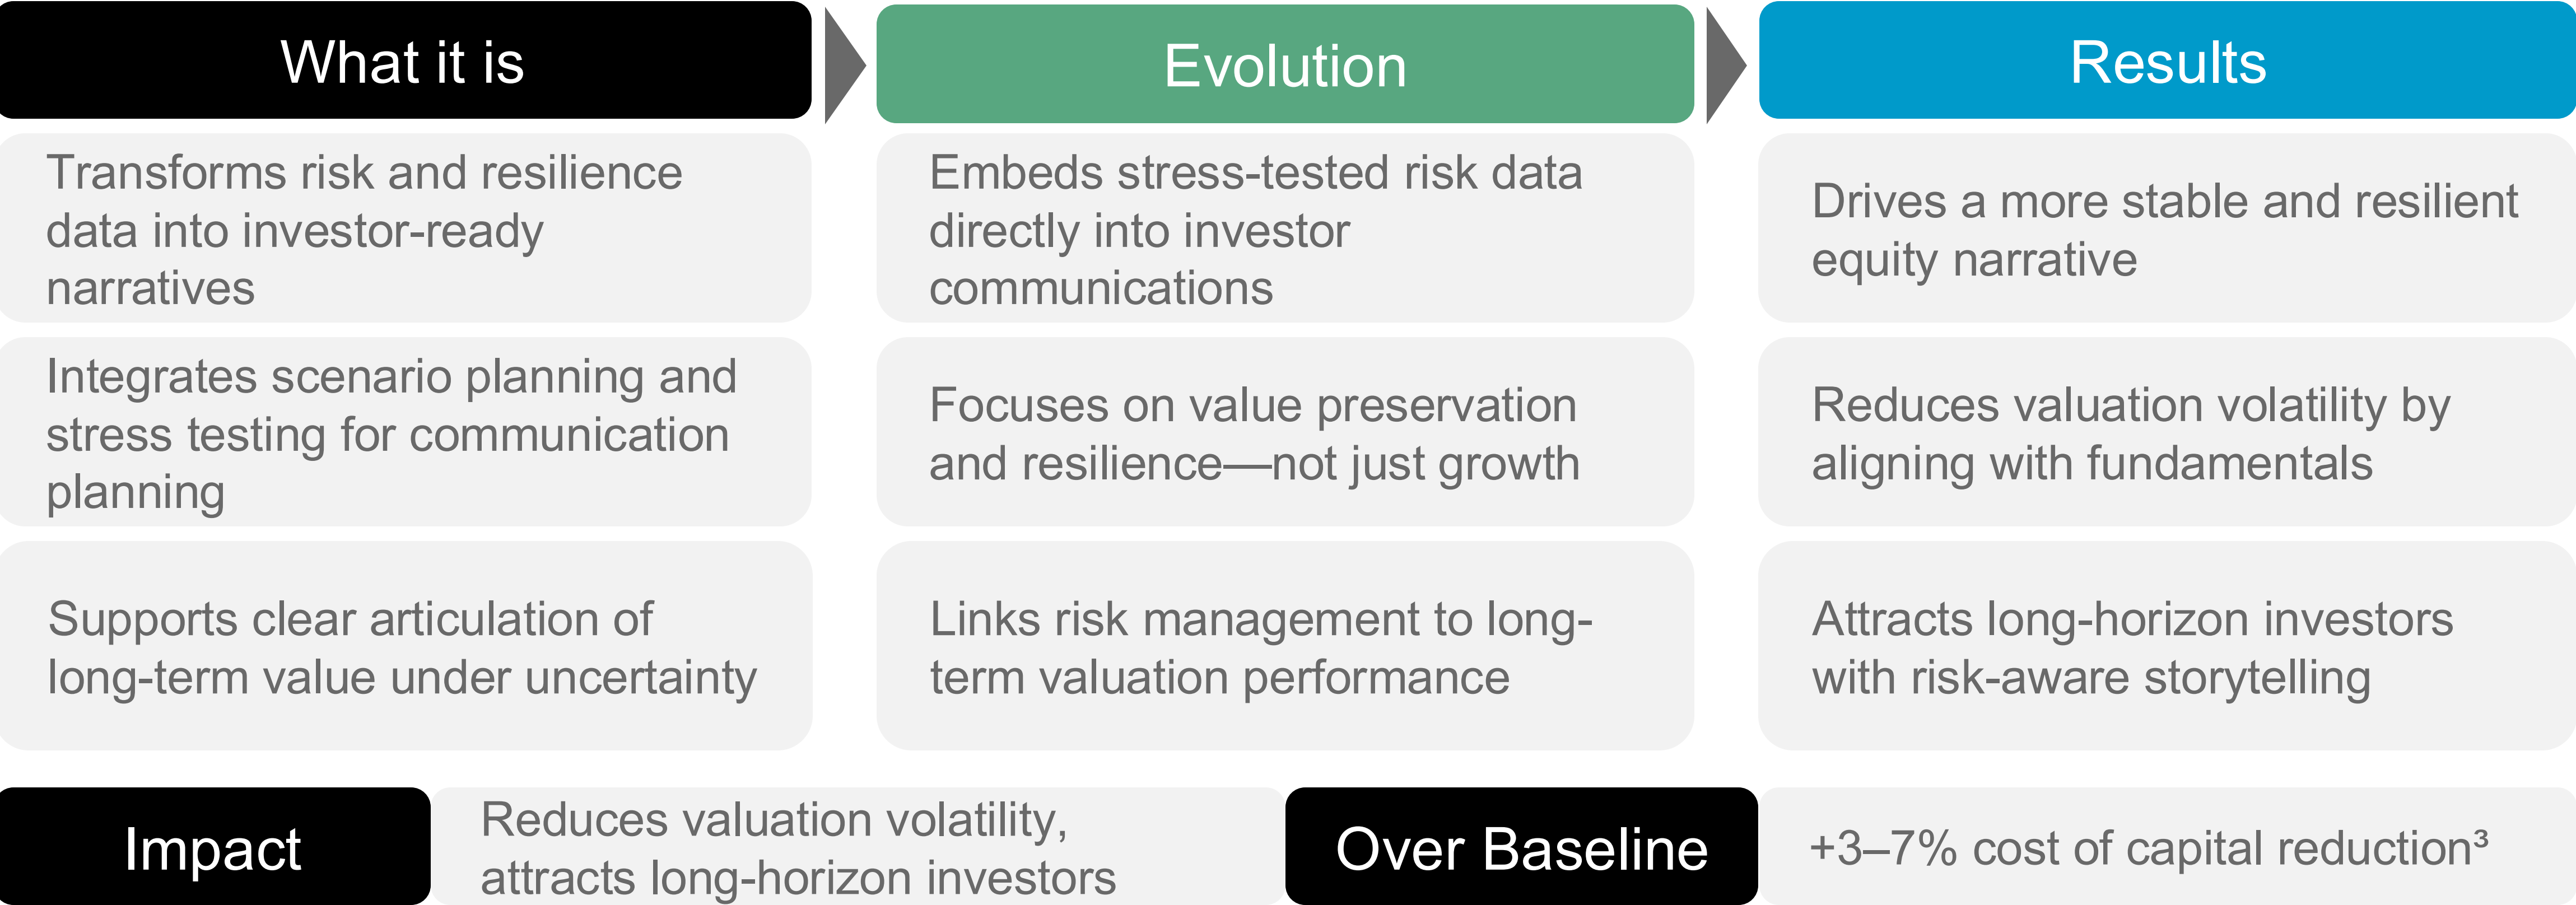 What it is
Evolution
Results
Transforms risk and resilience
data into investor-ready
narratives
Embeds stress-tested risk data
directly into investor
communications
Drives a more stable and resilient
equity narrative
Integrates scenario planning and
stress testing for communication
planning
Focuses on value preservation
and resilience—not just growth
Reduces valuation volatility by
aligning with fundamentals
Supports clear articulation of
long-term value under uncertainty
Links risk management to long-
term valuation performance
Attracts long-horizon investors
with risk-aware storytelling
Impact
Reduces valuation volatility,
attracts long-horizon investors
Over Baseline
+3–7% cost of capital reduction³